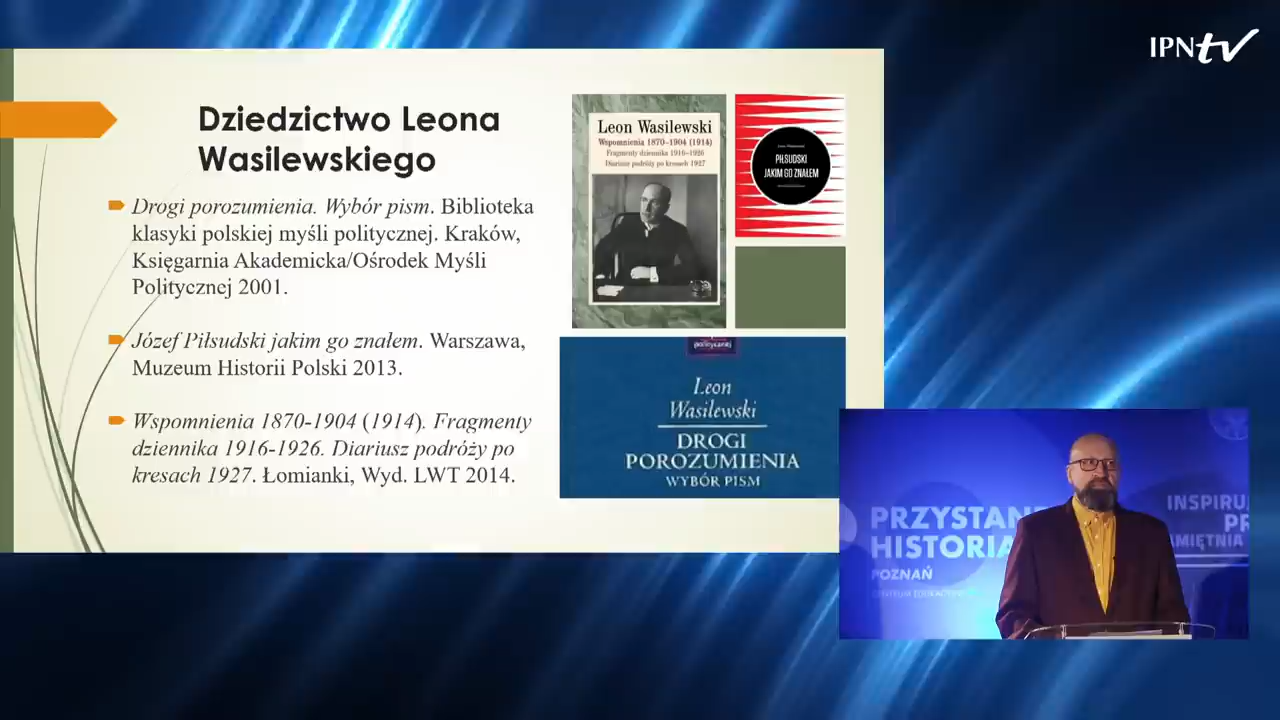 IPNtv
Dziedzictwo Leona
Wasilewskiego
Drogi porozumienia. Wybór pism. Biblioteka
klasyki polskiej myśli politycznej. Kraków,
Księgarnia Akademicka/Ośrodek Myśli
Politycznej 2001.
Józef Piłsudski jakim go znałem. Warszawa,
Muzeum Historii Polski 2013.
Wspomnienia 1870-1904 (1914). Fragmenty
dziennika 1916-1926. Diariusz podróży po
kresach 1927. Łomianki, Wyd. LWT 2014.
Leon Wasilewski
Wspomnienia 1870-1904 (1914)
Fragmenty dziennika 1916-1926
Diariusz podróży po kresach 1927
PIŁSUDSKI
JAKIM GO ZNAŁEM
politycznej
Leon
Wasilewski
DROGI
POROZUMIENIA
WYBÓR PISM
PRZYSTAN
HISTORIA
POZNAŃ
INSPIRU
PR
AMIĘTNIA